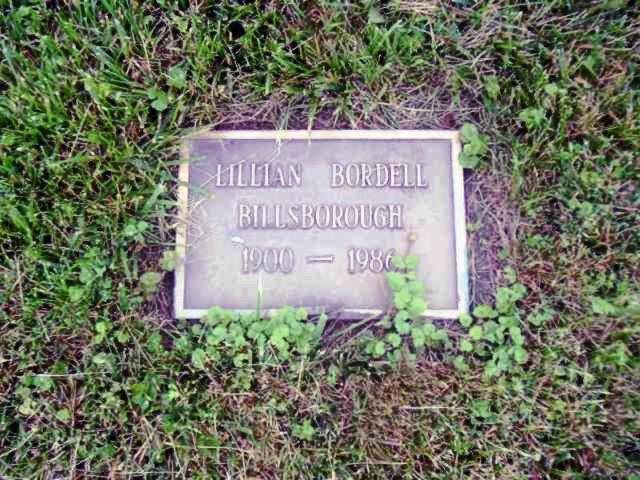 LILLIAN BORDELL
BILLSBOROUGH
1900 — 1986